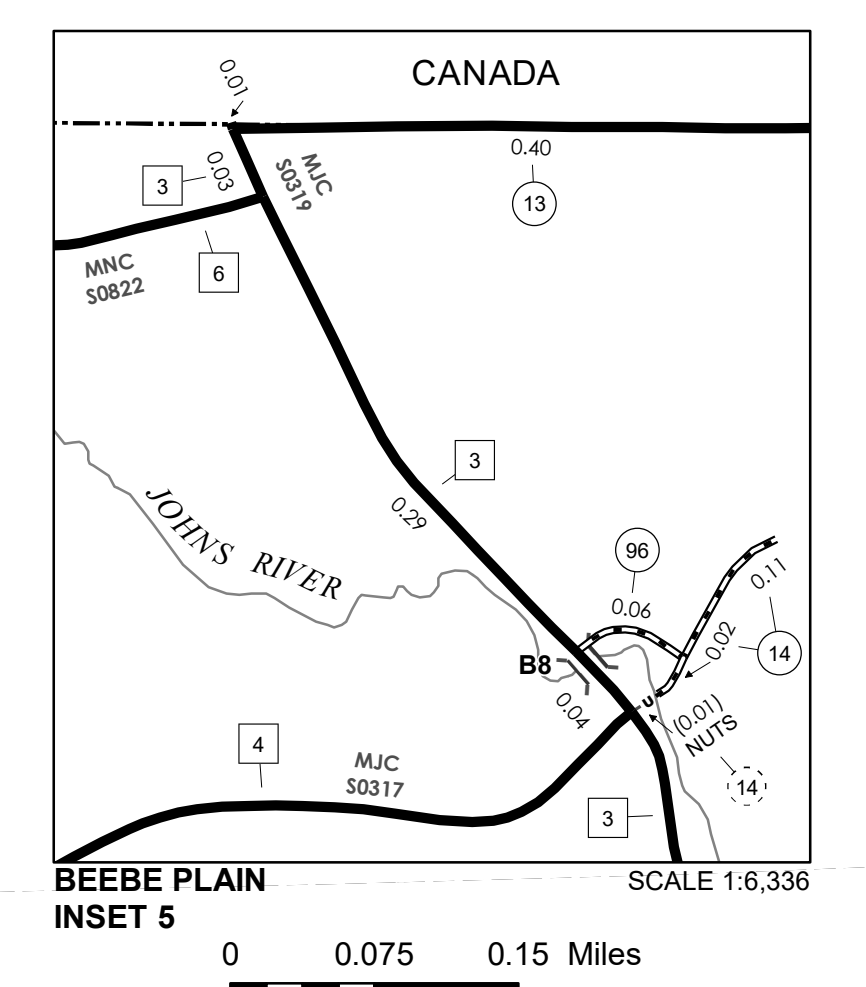 CANADA
0.01
0.40
13
3
0.03
MJC
S0319
6
MNC
S0822
3
0.29
JOHNS RIVER
96
0.06
0.11
0.02
14
B8
0.04
U
(0.01)
NUTS
14
4
MJC
S0317
3
BEEBE PLAIN
SCALE 1:6,336
INSET 5
0 0.075 0.15 Miles